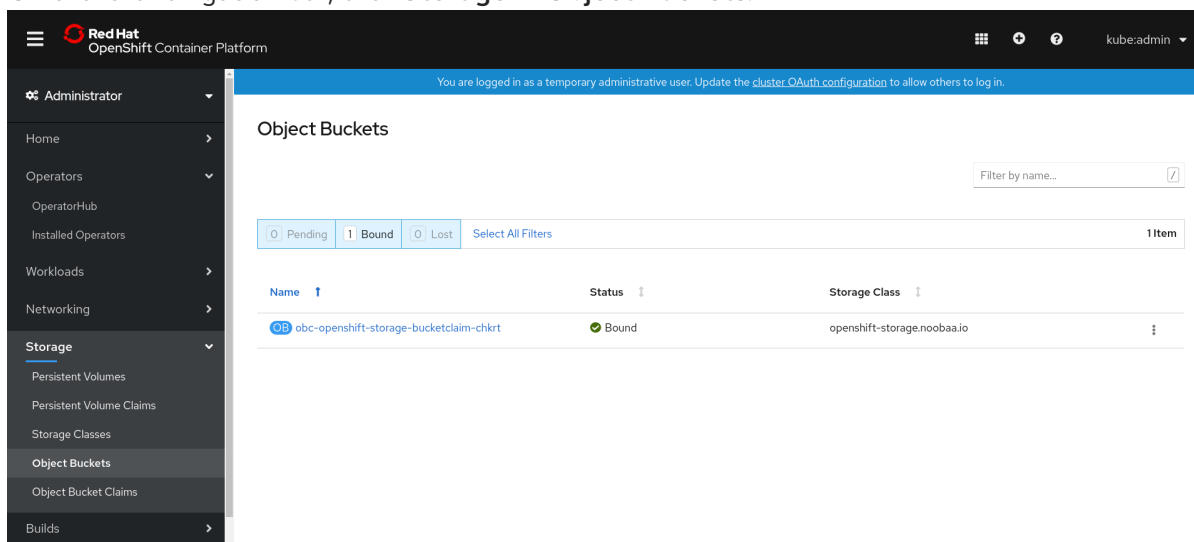 Red Hat
OpenShift Container Platform
kube:admin
Administrator
You are logged in as a temporary administrative user. Update the cluster OAuth configuration to allow others to log in.
Home
Operators
OperatorHub
Installed Operators
Workloads
Networking
Storage
Persistent Volumes
Persistent Volume Claims
Storage Classes
Object Buckets
Object Bucket Claims
Builds
Object Buckets
Filter by name...
/
0 Pending 1 Bound 0 Lost Select All Filters 1 Item
Name Status Storage Class
OB obc-openshift-storage-bucketclaim-chkrt Bound openshift-storage.noobaa.io